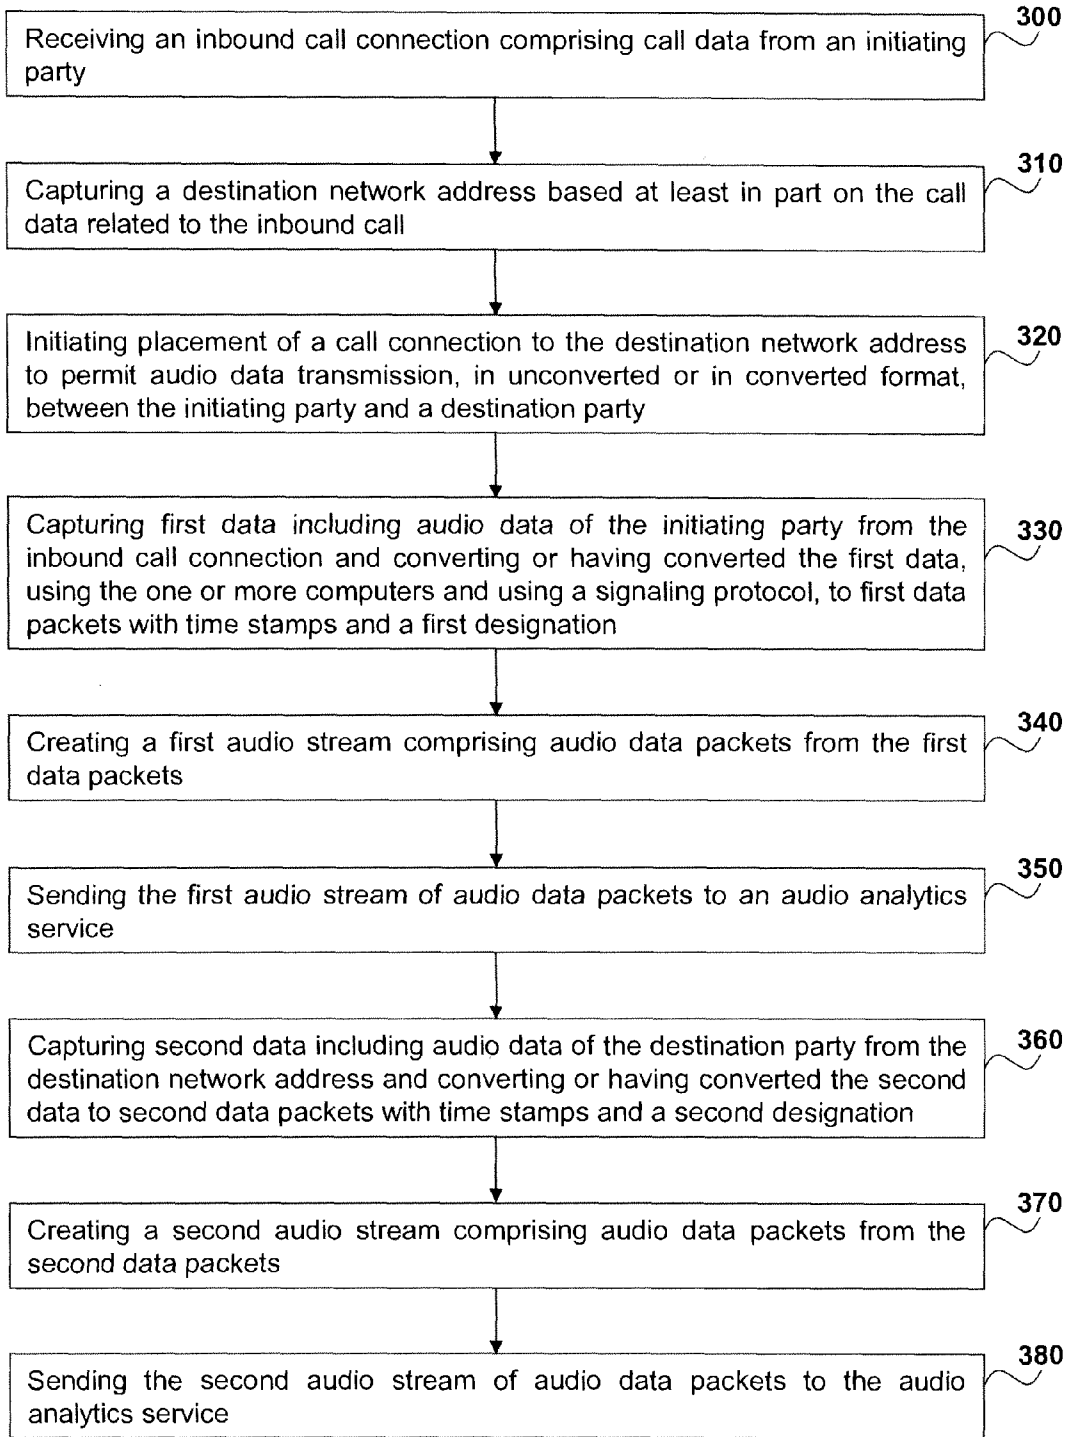 300
Receiving an inbound call connection comprising call data from an initiating
party
310
Capturing a destination network address based at least in part on the call
data related to the inbound call
320
Initiating placement of a call connection to the destination network address
to permit audio data transmission, in unconverted or in converted format,
between the initiating party and a destination party
330
Capturing first data including audio data of the initiating party from the
inbound call connection and converting or having converted the first data,
using the one or more computers and using a signaling protocol, to first data
packets with time stamps and a first designation
340
Creating a first audio stream comprising audio data packets from the first
data packets
350
Sending the first audio stream of audio data packets to an audio analytics
service
360
Capturing second data including audio data of the destination party from the
destination network address and converting or having converted the second
data to second data packets with time stamps and a second designation
370
Creating a second audio stream comprising audio data packets from the
second data packets
380
Sending the second audio stream of audio data packets to the audio
analytics service